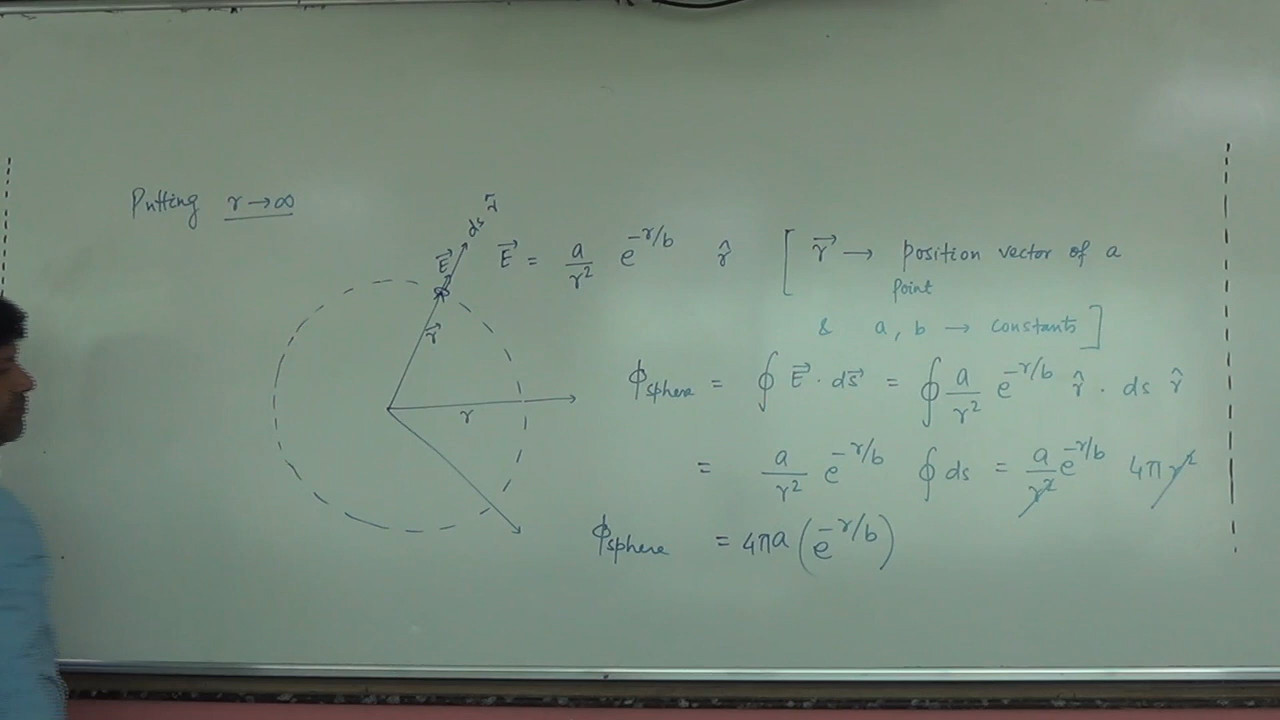 Putting r → ∞
ds r̂
E⃗
r⃗
r
E⃗ = a/r² e^(-r/b) r̂ [ r⃗ → position vector of a
point
& a, b → constants ]
ϕsphere = ∮ E⃗ · ds⃗ = ∮ a/r² e^(-r/b) r̂ · ds r̂
= a/r² e^(-r/b) ∮ ds = a/r² e^(-r/b) 4πr²
ϕsphere = 4πa (e^(-r/b))